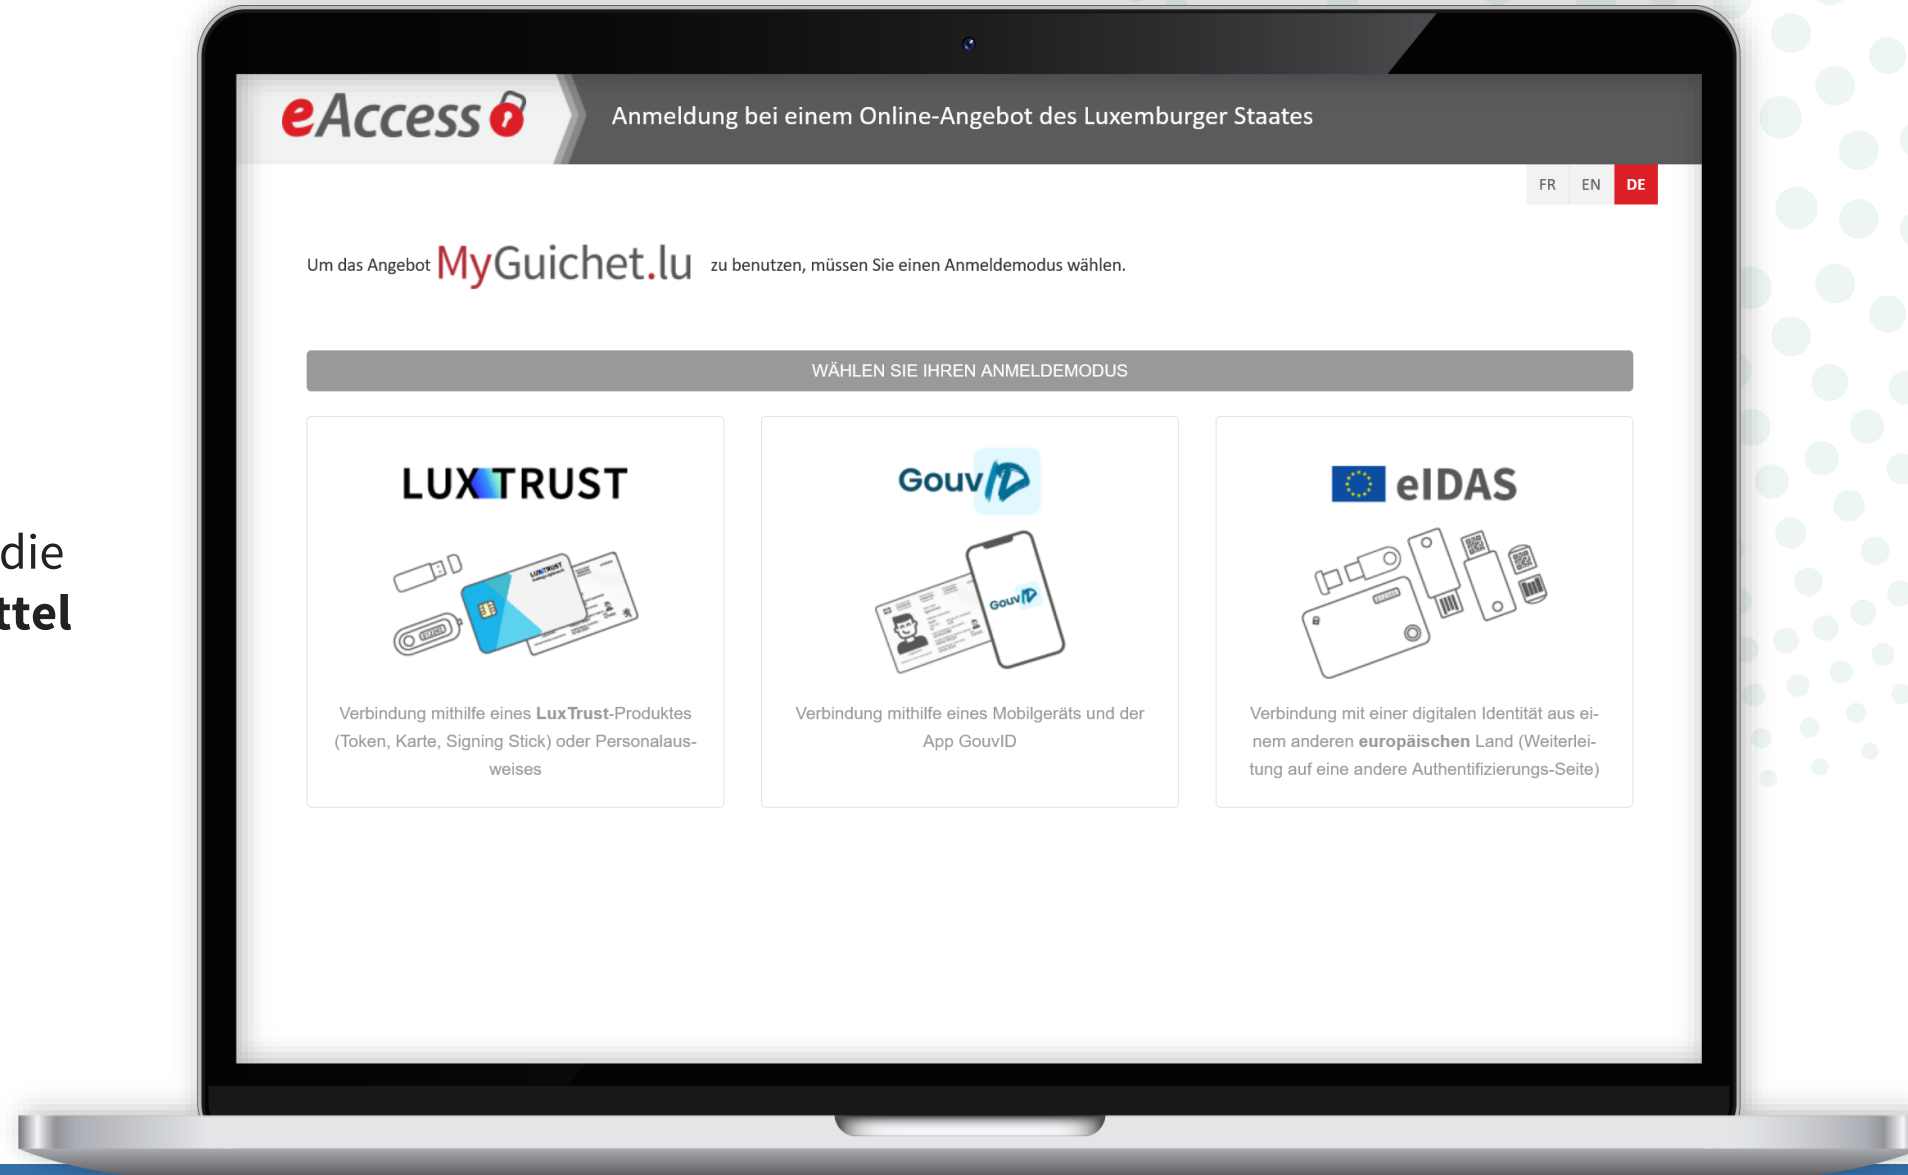 die
ttel
eAccess
Anmeldung bei einem Online-Angebot des Luxemburger Staates
FR EN DE
Um das Angebot MyGuichet.lu zu benutzen, müssen Sie einen Anmeldemodus wählen.
WÄHLEN SIE IHREN ANMELDEMODUS
LUXTRUST
LUXTRUST
Verbindung mithilfe eines LuxTrust-Produktes
(Token, Karte, Signing Stick) oder Personalaus-
weises
GouvID
GouvID
Verbindung mithilfe eines Mobilgeräts und der
App GouvID
eIDAS
Verbindung mit einer digitalen Identität aus ei-
nem anderen europäischen Land (Weiterlei-
tung auf eine andere Authentifizierungs-Seite)